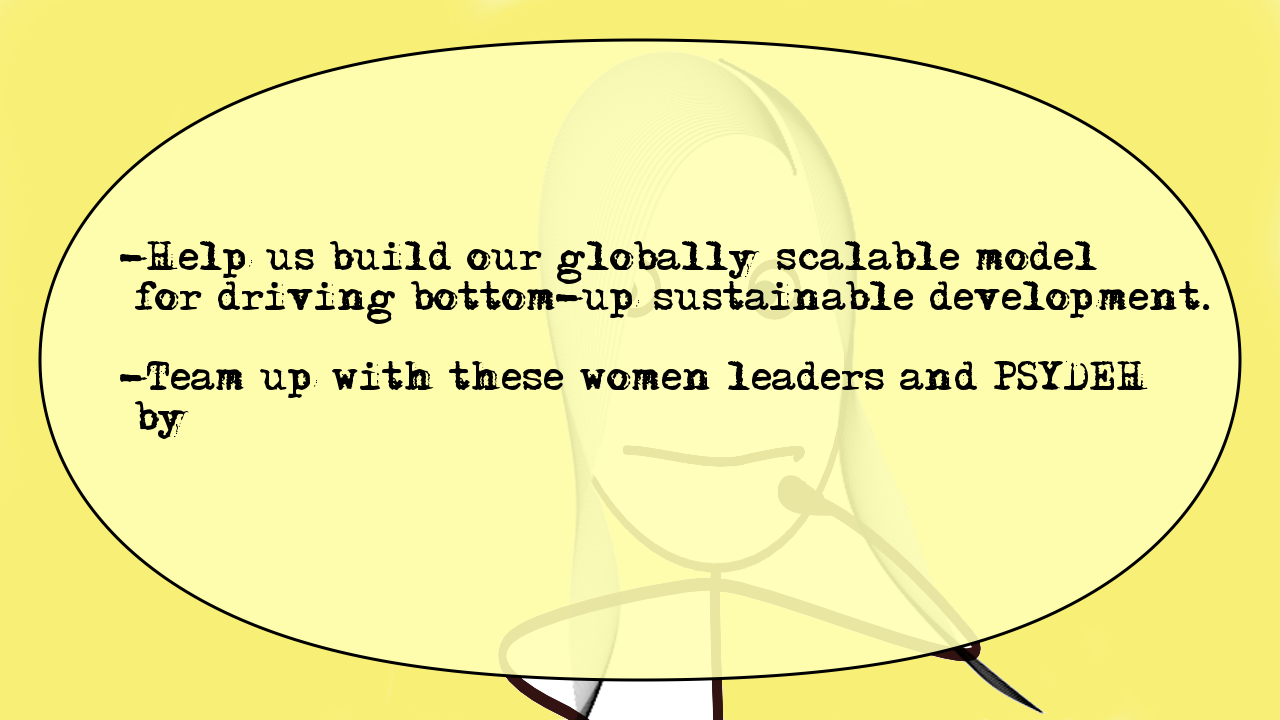 -Help us build our globally scalable model
for driving bottom-up sustainable development.
-Team up with these women leaders and PSYDEH
by